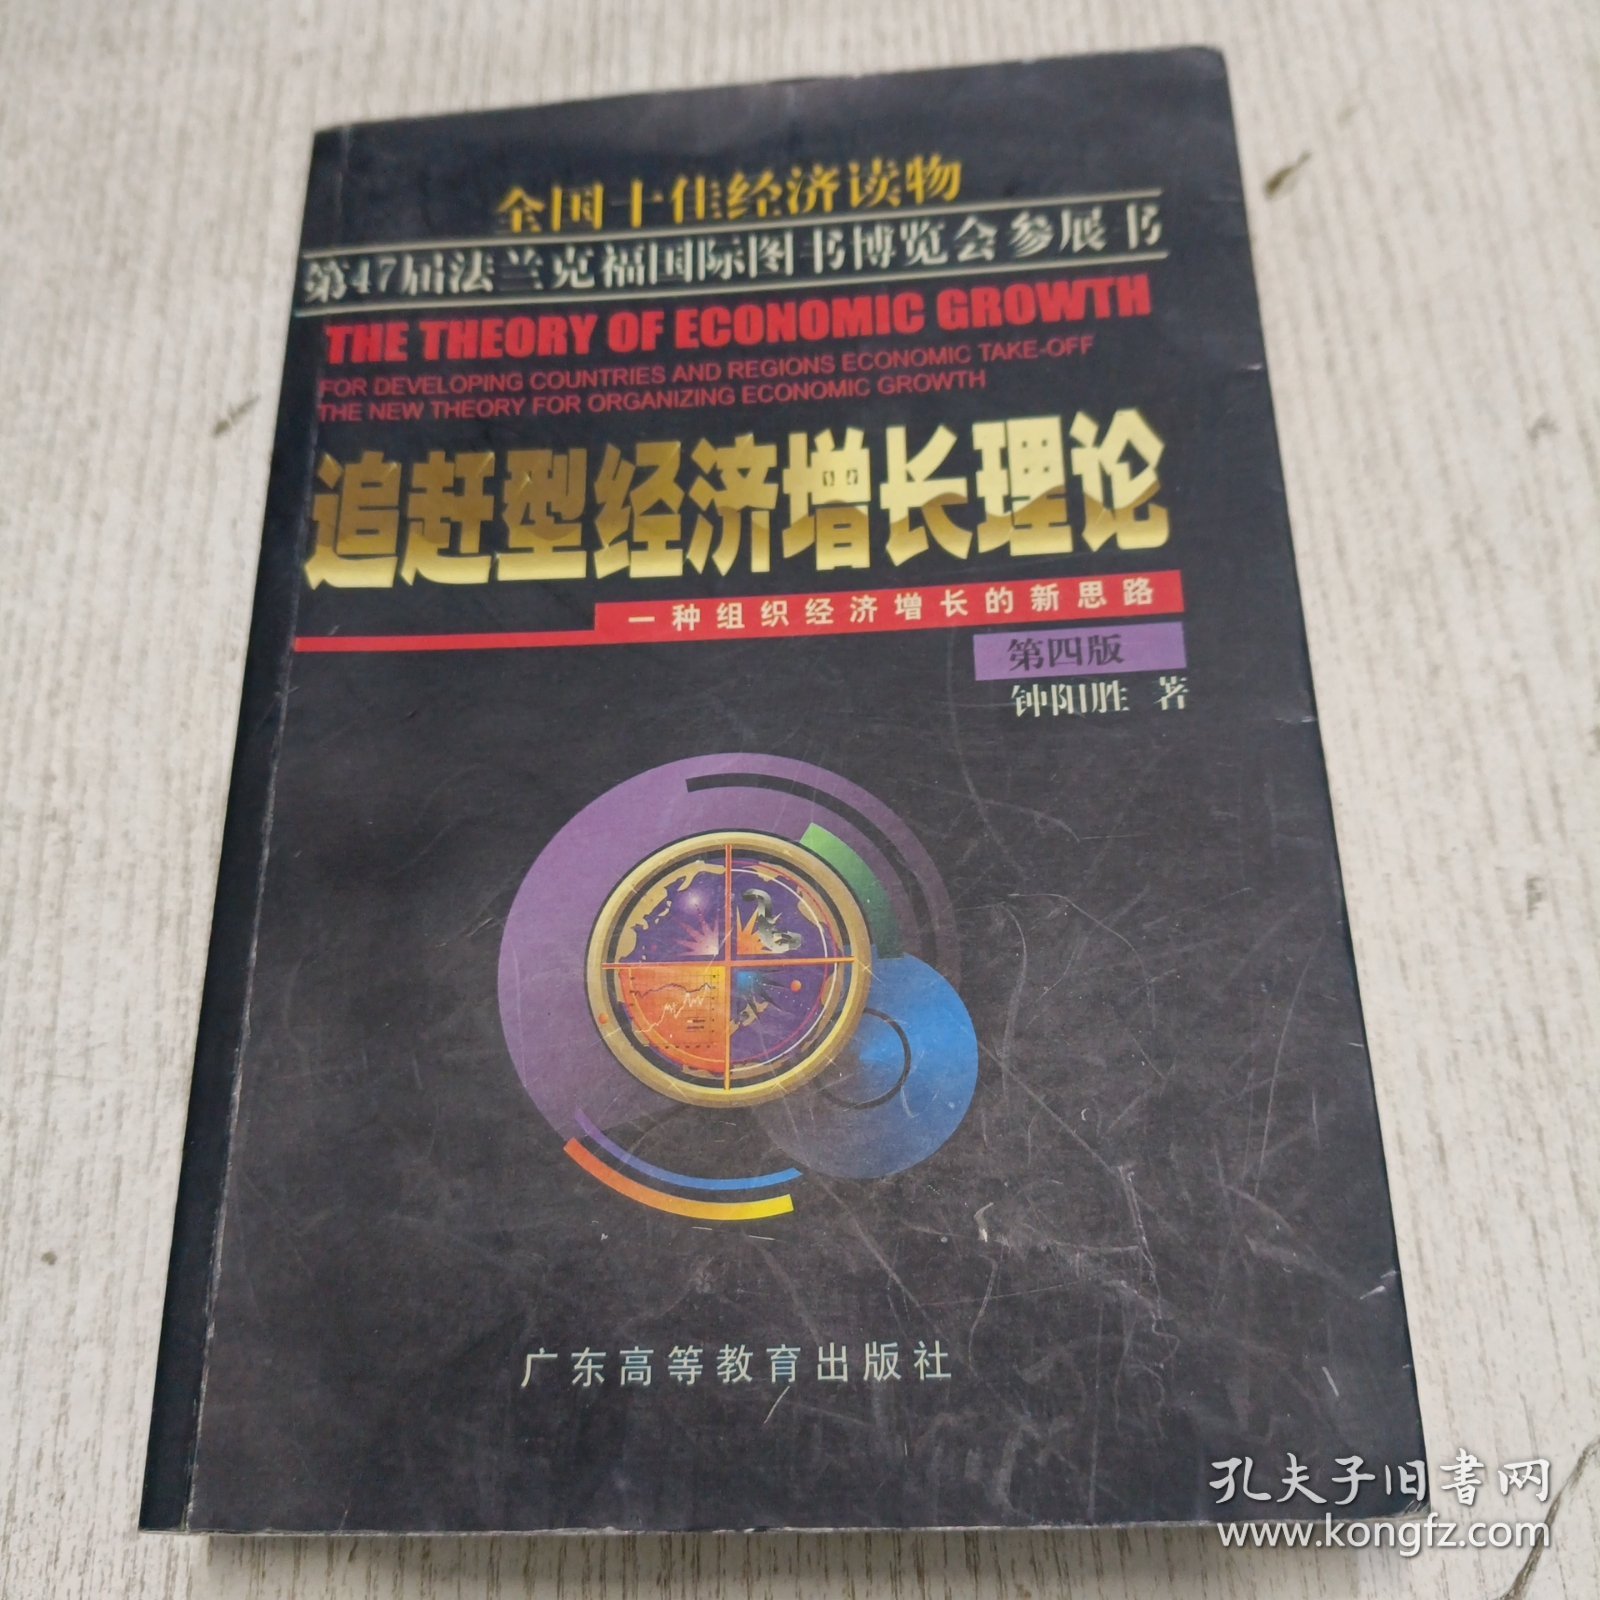 全国十佳经济读物
第47届法兰克福国际图书博览会参展书
THE THEORY OF ECONOMIC GROWTH
FOR DEVELOPING COUNTRIES AND REGIONS ECONOMIC TAKE-OFF
THE NEW THEORY FOR ORGANIZING ECONOMIC GROWTH
追赶型经济增长理论
一种组织经济增长的新思路
第四版
钟阳胜 著
广东高等教育出版社
孔夫子旧书网
www.kongfz.com